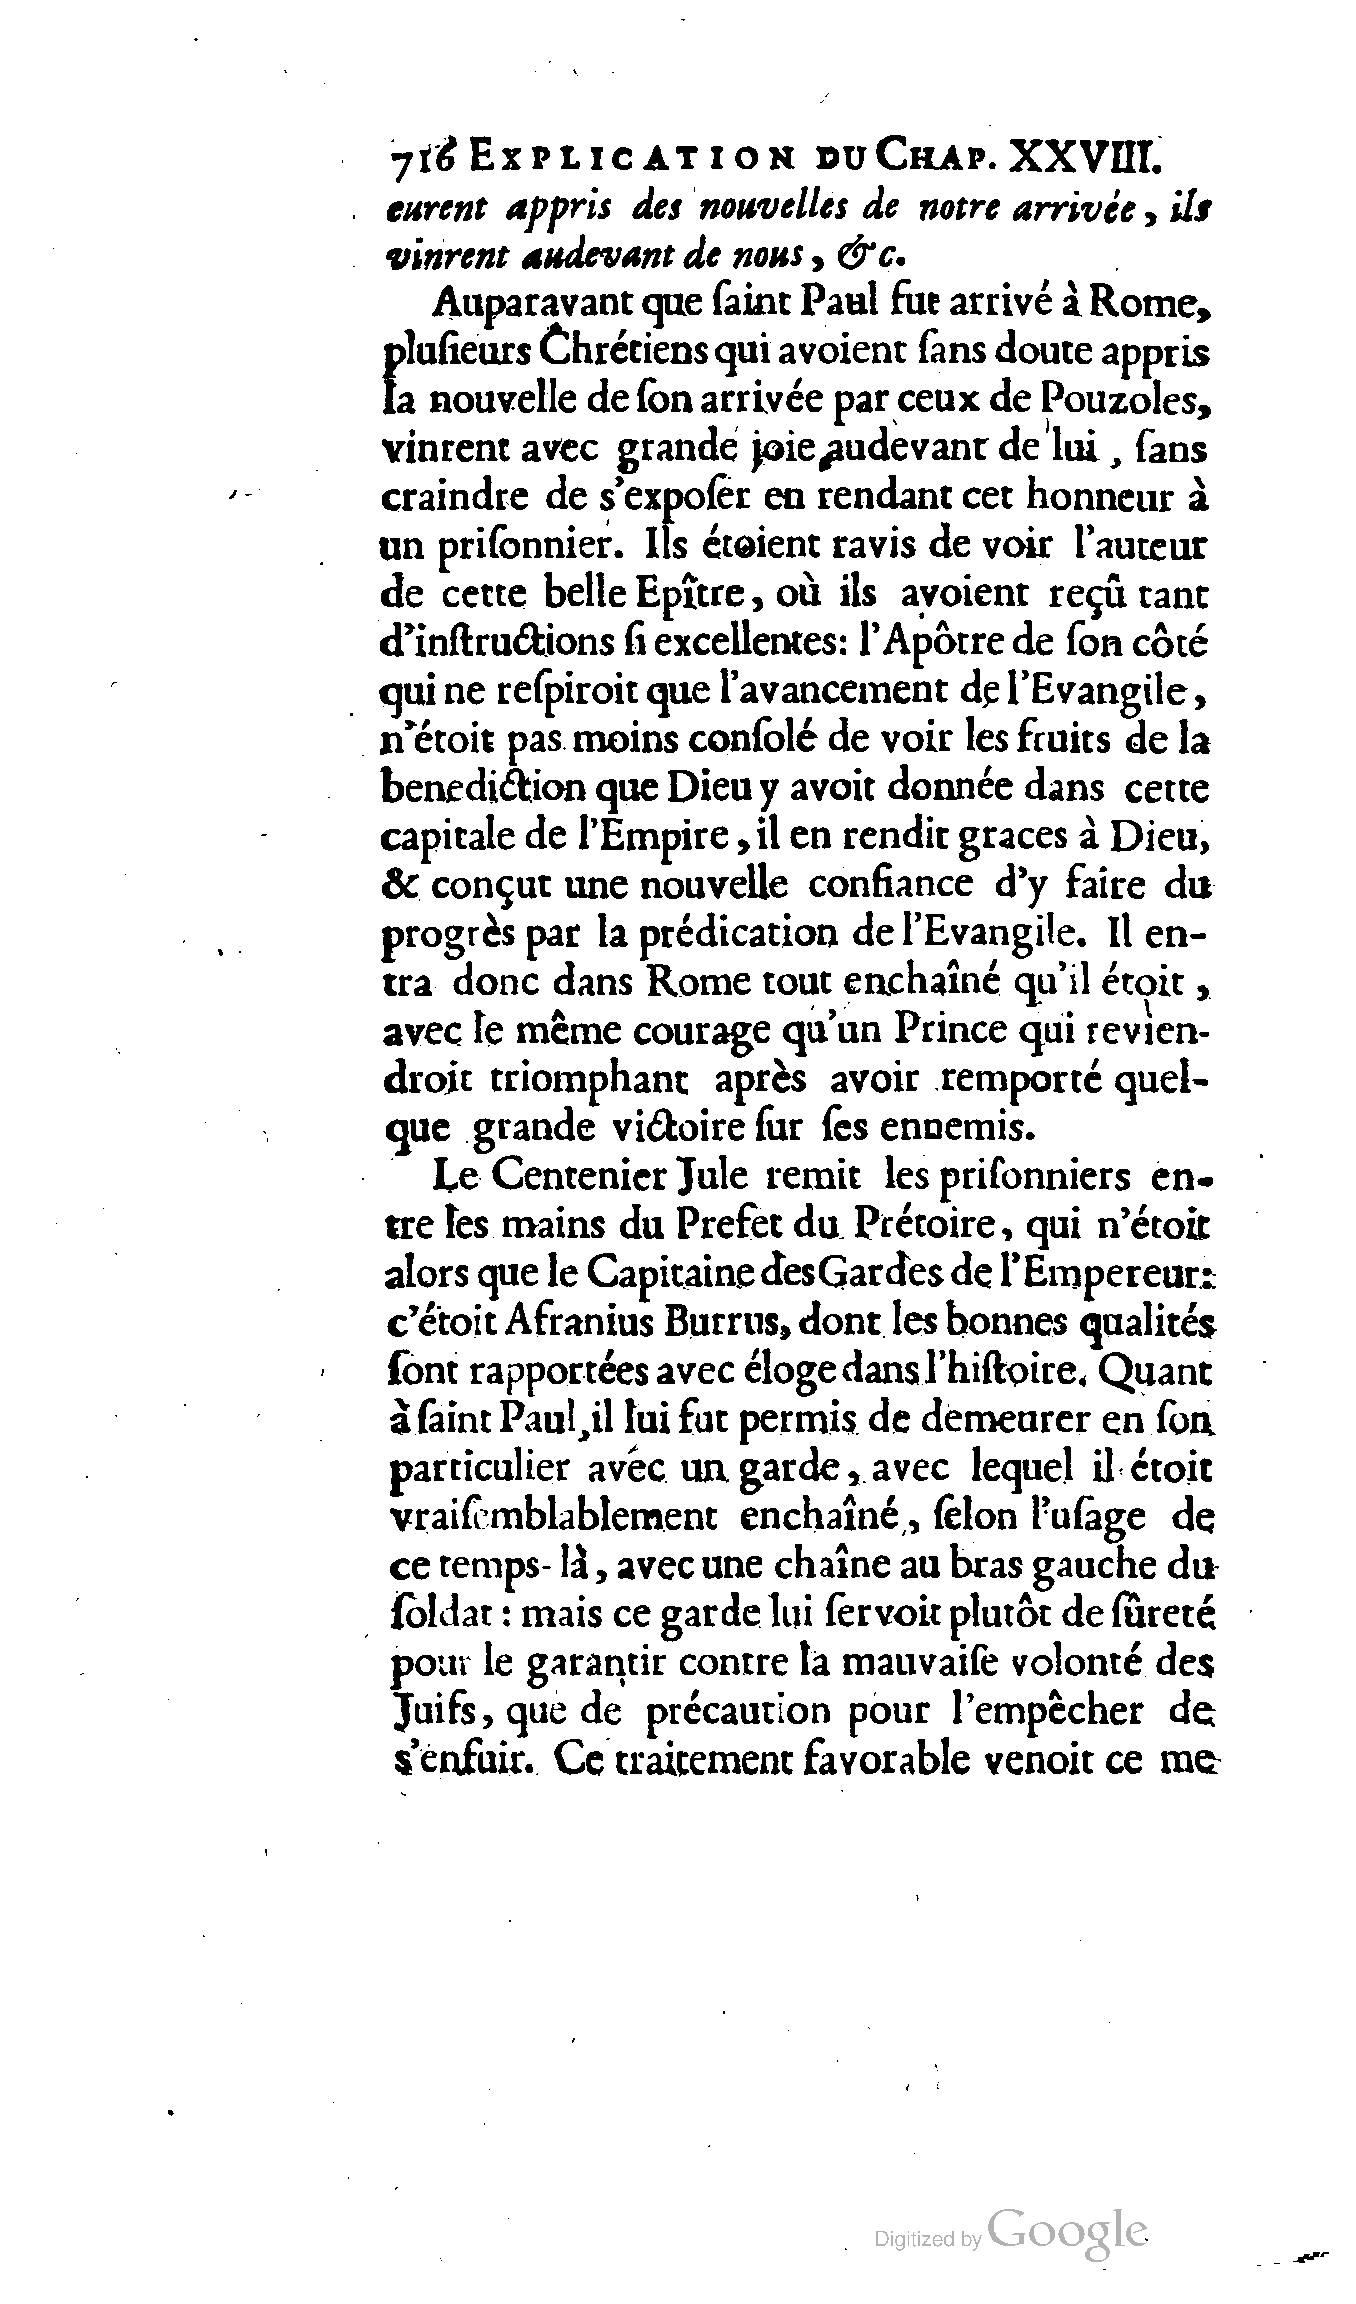 716 EXPLICATION DU CHAP. XXVIII.
eurent appris des nouvelles de notre arrivée, ils
vinrent audevant de nous, &c.
Auparavant que ſaint Paul fut arrivé à Rome,
pluſieurs Chrétiens qui avoient ſans doute appris
la nouvelle de ſon arrivée par ceux de Pouzoles,
vinrent avec grande joie audevant de lui, ſans
craindre de s'expoſer en rendant cet honneur à
un priſonnier. Ils étoient ravis de voir l'auteur
de cette belle Epître, où ils avoient reçû tant
d'inſtructions ſi excellentes: l'Apôtre de ſon côté
qui ne reſpiroit que l'avancement de l'Evangile,
n'étoit pas moins conſolé de voir les fruits de la
benediction que Dieu y avoit donnée dans cette
capitale de l'Empire, il en rendit graces à Dieu,
& conçut une nouvelle confiance d'y faire du
progrès par la prédication de l'Evangile. Il en-
tra donc dans Rome tout enchaîné qu'il étoit,
avec le même courage qu'un Prince qui revien-
droit triomphant après avoir remporté quel-
que grande victoire ſur ſes ennemis.
Le Centenier Jule remit les priſonniers en-
tre les mains du Prefet du Prétoire, qui n'étoit
alors que le Capitaine des Gardes de l'Empereur:
c'étoit Afranius Burrus, dont les bonnes qualités
ſont rapportées avec éloge dans l'hiſtoire. Quant
à ſaint Paul, il lui fut permis de demeurer en ſon
particulier avec un garde, avec lequel il étoit
vraiſemblablement enchaîné, ſelon l'uſage de
ce temps-là, avec une chaîne au bras gauche du
ſoldat : mais ce garde lui ſervoit plutôt de ſûreté
pour le garantir contre la mauvaiſe volonté des
Juifs, que de précaution pour l'empêcher de
s'enfuir. Ce traitement favorable venoit ce me
Digitized by Google